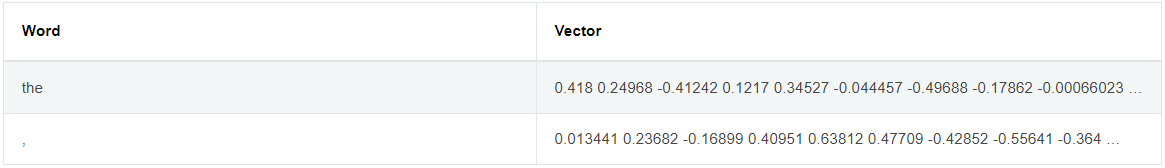 Word Vector
the 0.418 0.24968 -0.41242 0.1217 0.34527 -0.044457 -0.49688 -0.17862 -0.00066023 ...
, 0.013441 0.23682 -0.16899 0.40951 0.63812 0.47709 -0.42852 -0.55641 -0.364 ...